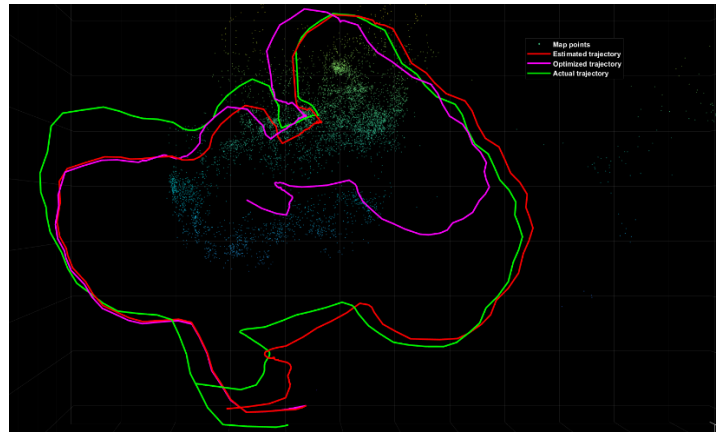 Map points
Estimated trajectory
Optimized trajectory
Actual trajectory